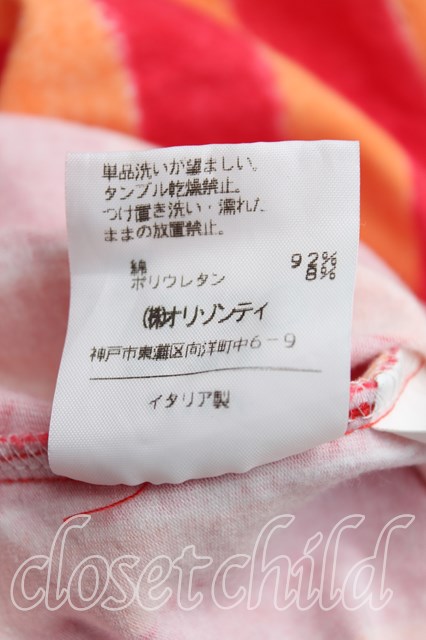 単品洗いが望ましい。
タンブル乾燥禁止。
つけ置き洗い・濡れた
ままの放置禁止。
綿 92%
ポリウレタン 8%
㈱オリゾンティ
神戸市東灘区向洋町中6-9
イタリア製
closet child